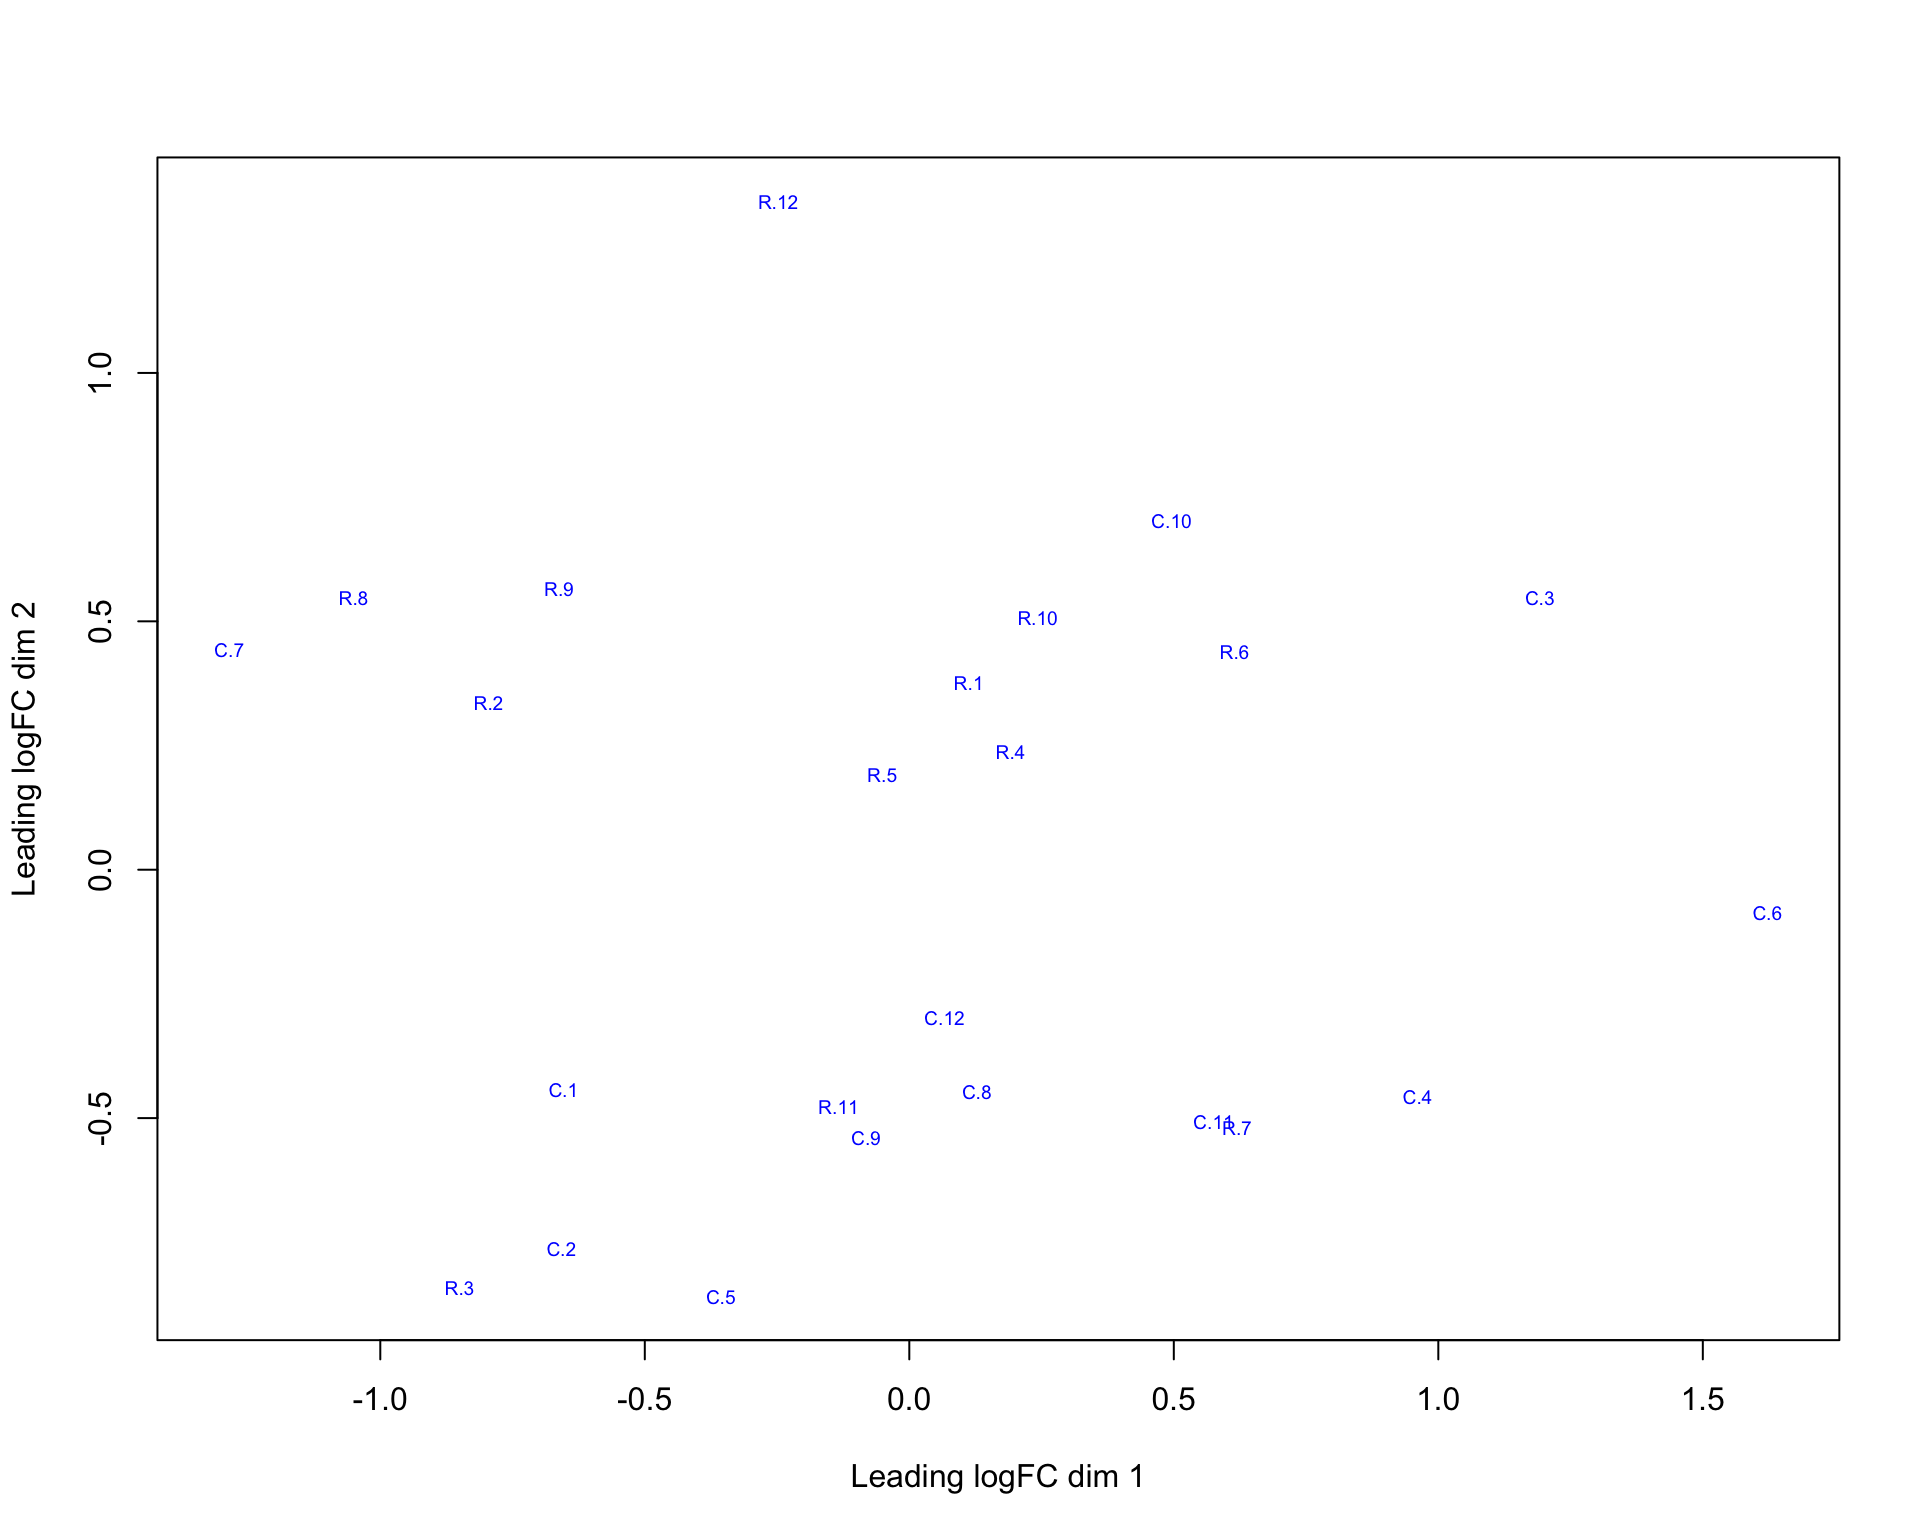 R.12
1.0
C.10
R.9
R.8
C.3
R.10
0.5
C.7
R.6
R.1
R.2
Leading logFC dim 2
R.4
R.5
0.0
C.6
C.12
C.1
C.8
C.4
R.11
-0.5
C.11
R.7
C.9
C.2
R.3
C.5
-1.0 -0.5 0.0 0.5 1.0 1.5
Leading logFC dim 1